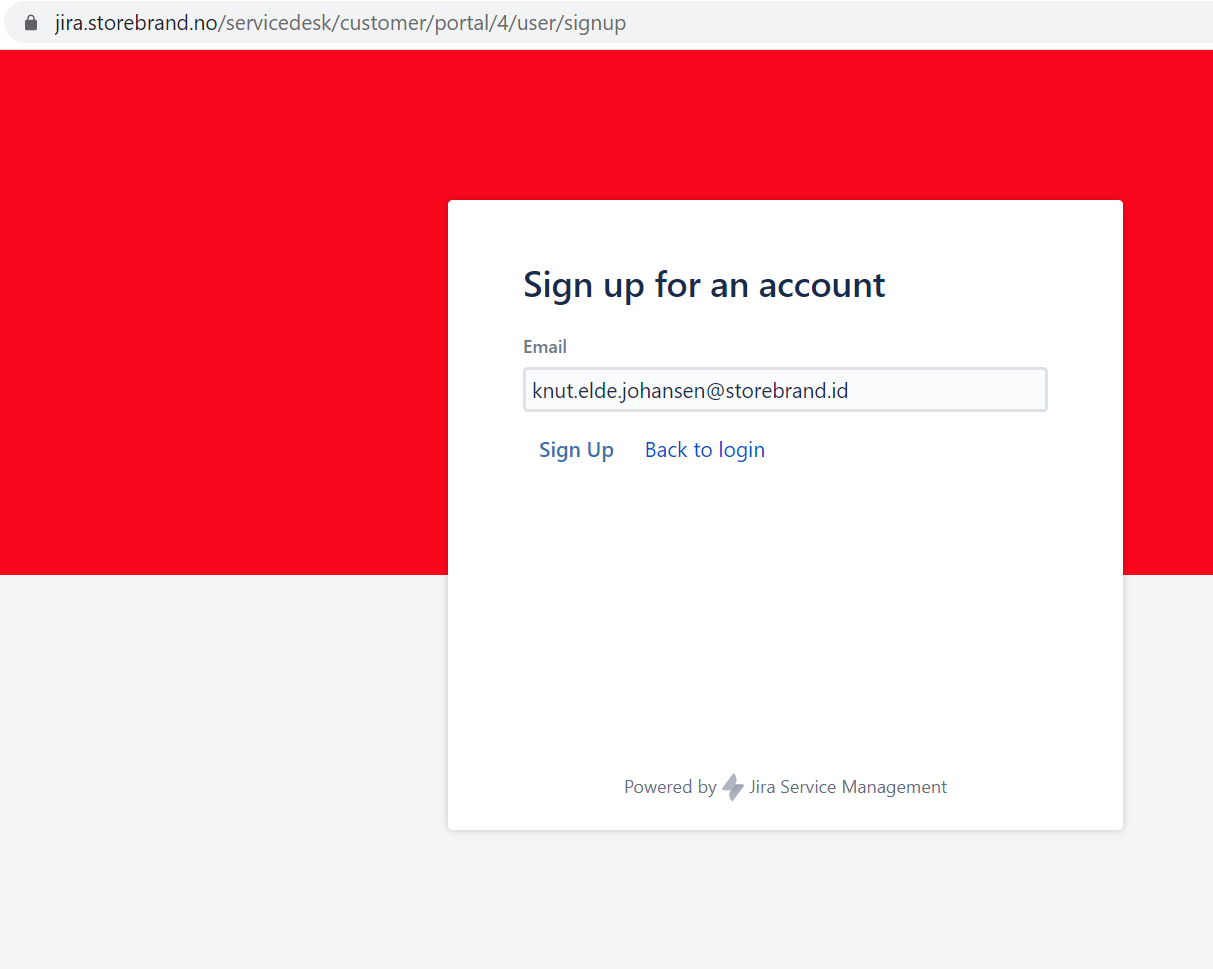 jira.storebrand.no/servicedesk/customer/portal/4/user/signup
Sign up for an account
Email
knut.elde.johansen@storebrand.id
Sign Up Back to login
Powered by Jira Service Management